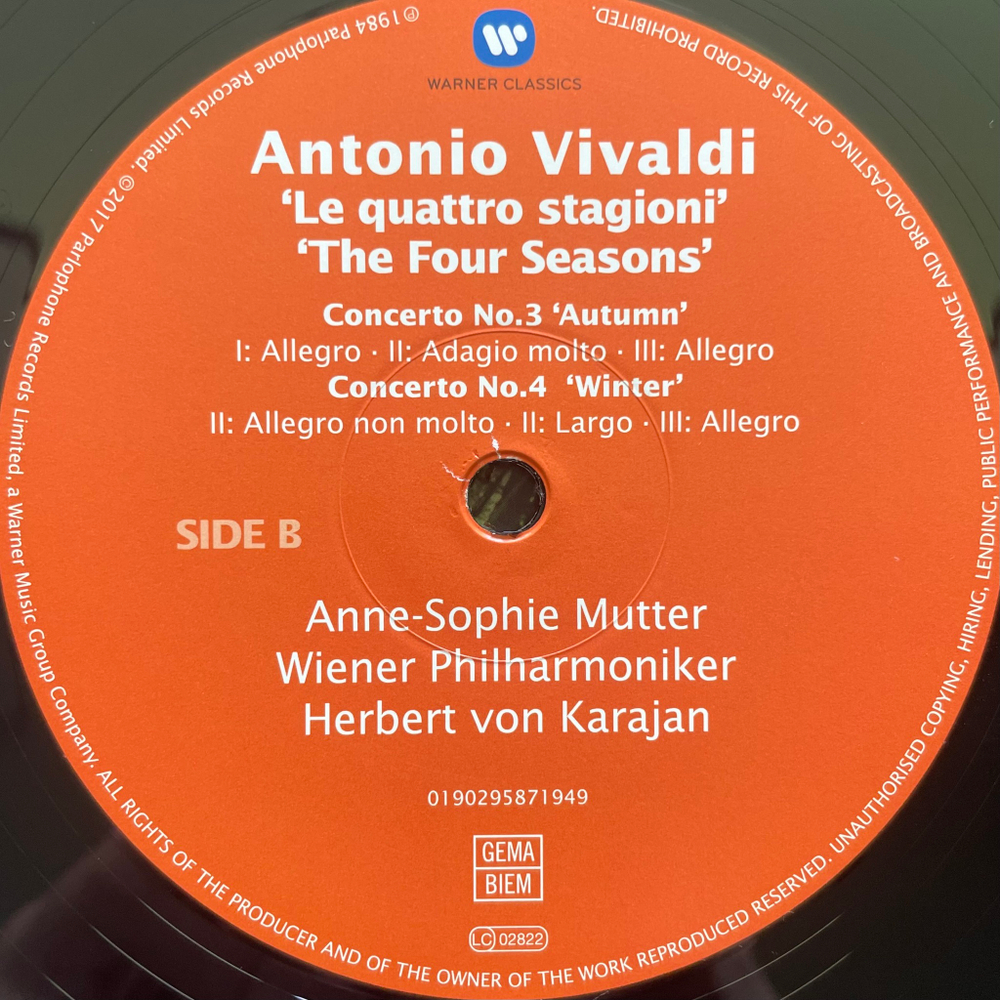 W
WARNER CLASSICS
Antonio Vivaldi
‘Le quattro stagioni’
‘The Four Seasons’
Concerto No.3 ‘Autumn’
I: Allegro · II: Adagio molto · III: Allegro
Concerto No.4 ‘Winter’
II: Allegro non molto · II: Largo · III: Allegro
SIDE B
Anne-Sophie Mutter
Wiener Philharmoniker
Herbert von Karajan
0190295871949
GEMA
BIEM
LC 02822
℗1984 Parlophone Records Limited. ©2017 Parlophone Records Limited, a Warner Music Group Company. ALL RIGHTS OF THE PRODUCER AND OF THE OWNER OF THE WORK REPRODUCED RESERVED. UNAUTHORISED COPYING, HIRING, LENDING, PUBLIC PERFORMANCE AND BROADCASTING OF THIS RECORD PROHIBITED.